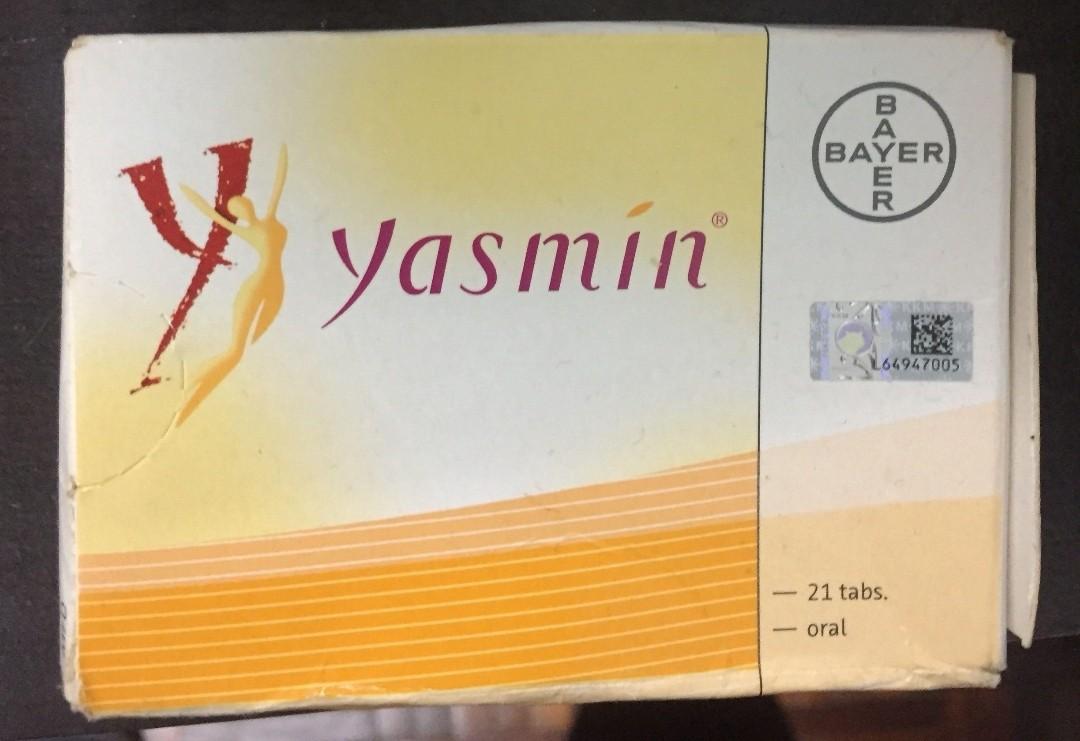 yasmin®
BAYER
BAYER
L64947005
— 21 tabs.
— oral